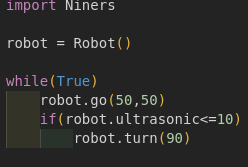 import Niners
robot = Robot()
while(True)
robot.go(50,50)
if(robot.ultrasonic<=10)
robot.turn(90)